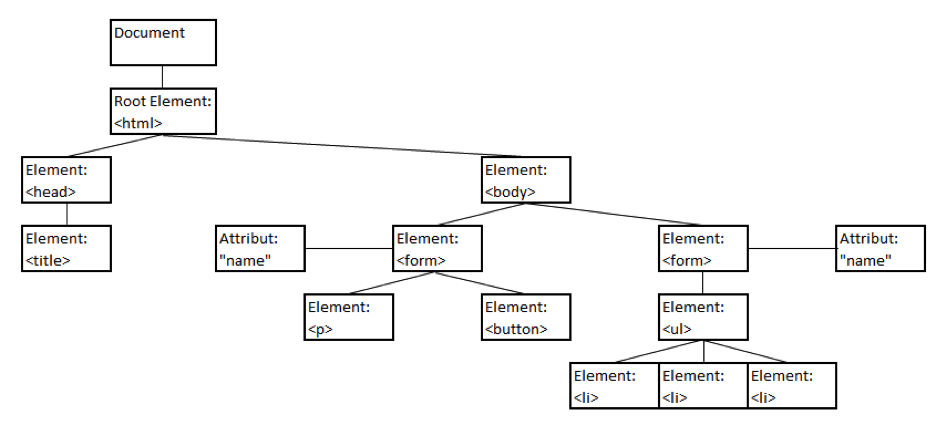 Document
Root Element:
<html>
Element:
<head>
Element:
<body>
Element:
<title>
Attribut:
"name"
Element:
<form>
Element:
<form>
Attribut:
"name"
Element:
<p>
Element:
<button>
Element:
<ul>
Element:
<li>
Element:
<li>
Element:
<li>